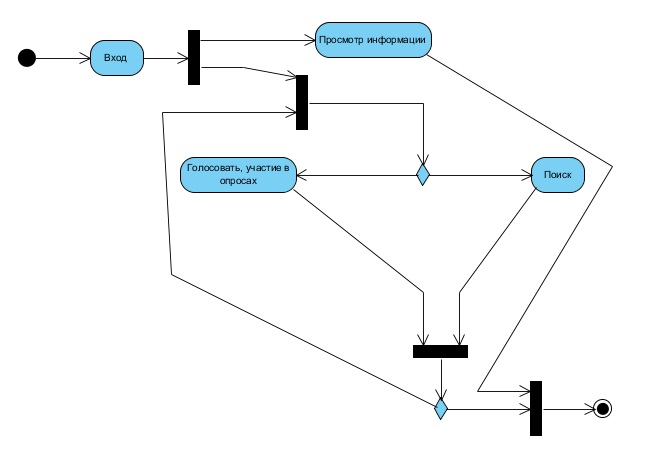 Просмотр информации
Вход
Голосовать, участие в
опросах
Поиск